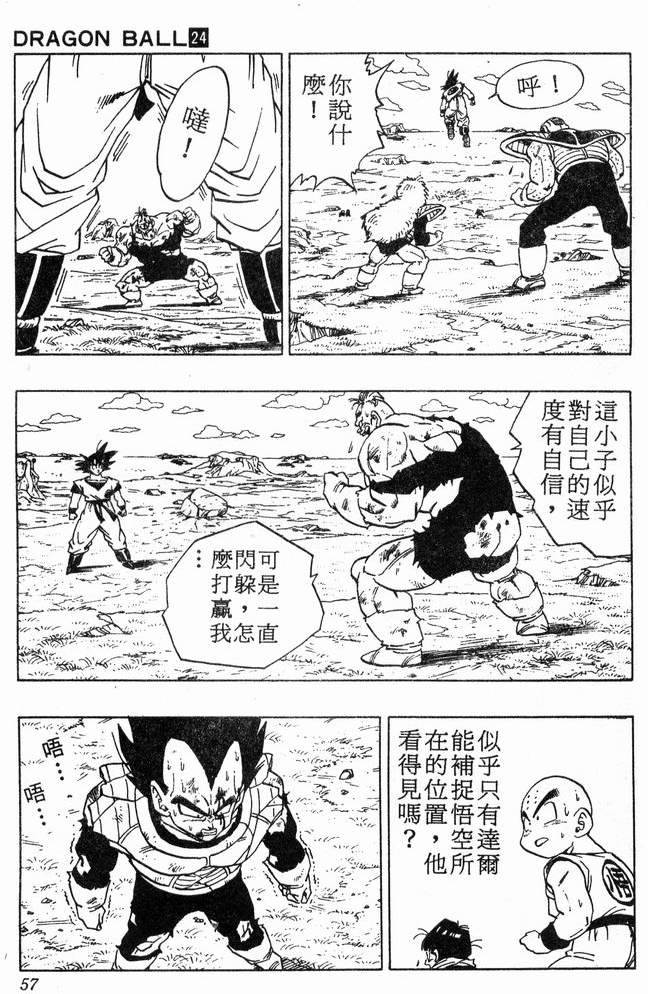 DRAGON BALL 24
呼！
你說什
麼！
噠！
這小子似乎
對自己的速
度有自信，
可是一直
閃躲，怎
麼打贏我
…
似乎只有達爾
能補捉悟空所
在的位置，他
看得見嗎？
悟
唔…
唔…
57